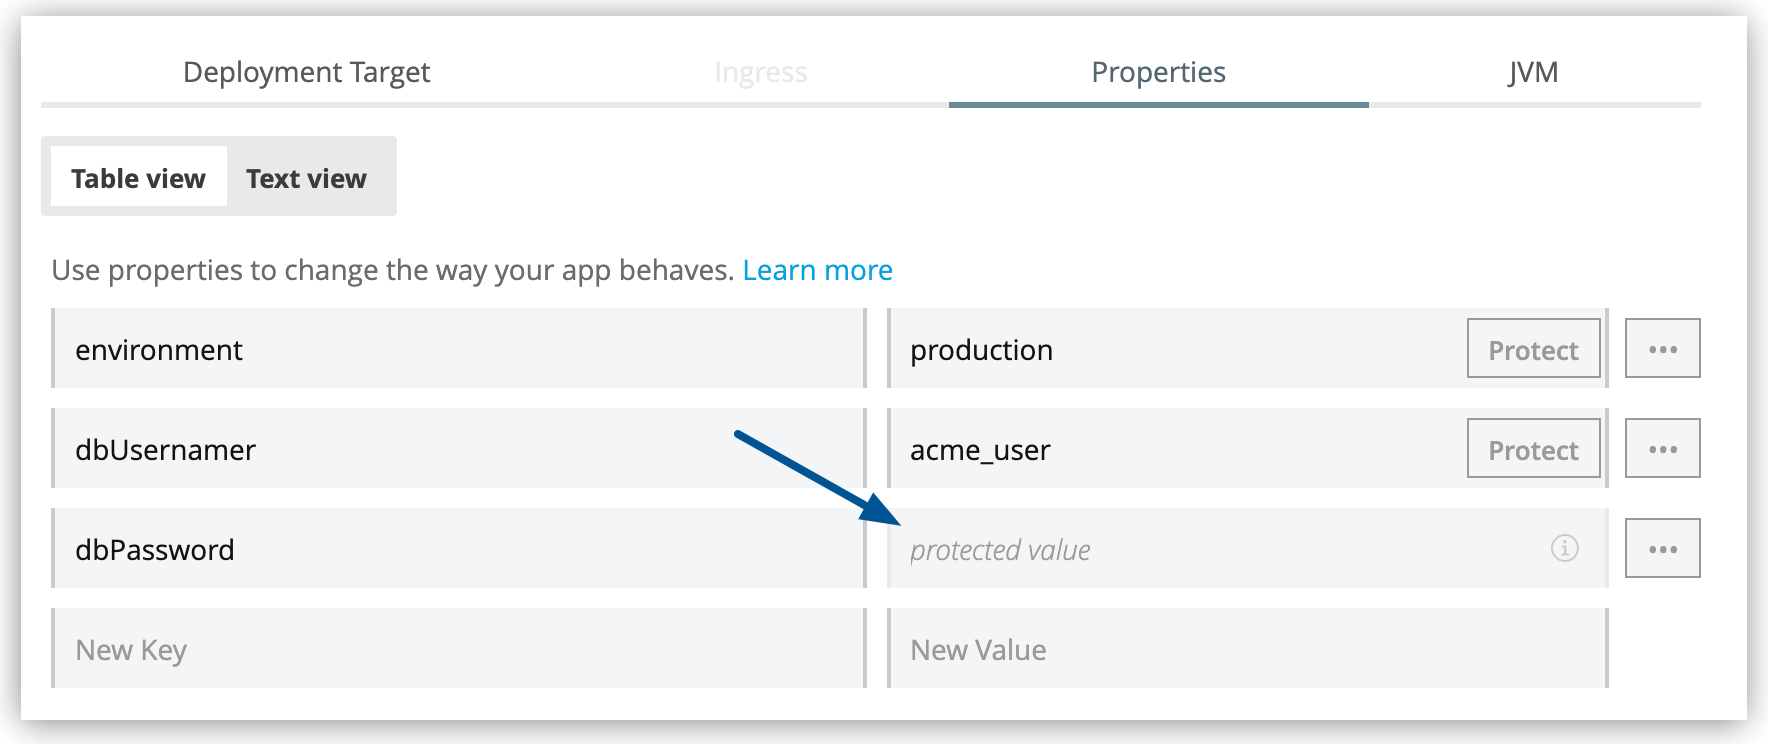 Deployment Target Ingress Properties JVM
Table view Text view
Use properties to change the way your app behaves. Learn more
environment production Protect •••
dbUsernamer acme_user Protect •••
dbPassword protected value •••
New Key New Value